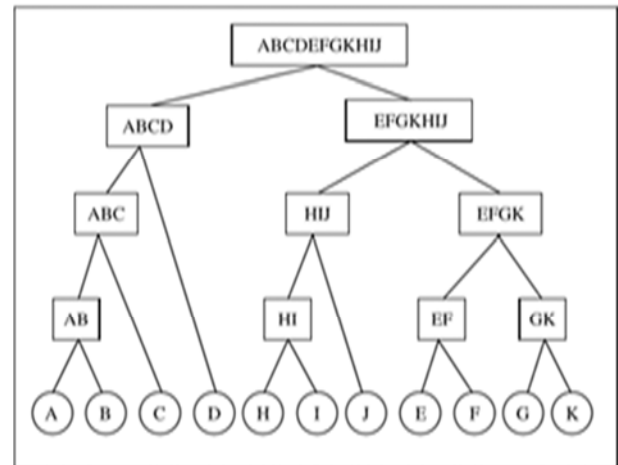 ABCDEFGKHIJ
ABCD EFGKHIJ
ABC HIJ EFGK
AB HI EF GK
A B C D H I J E F G K